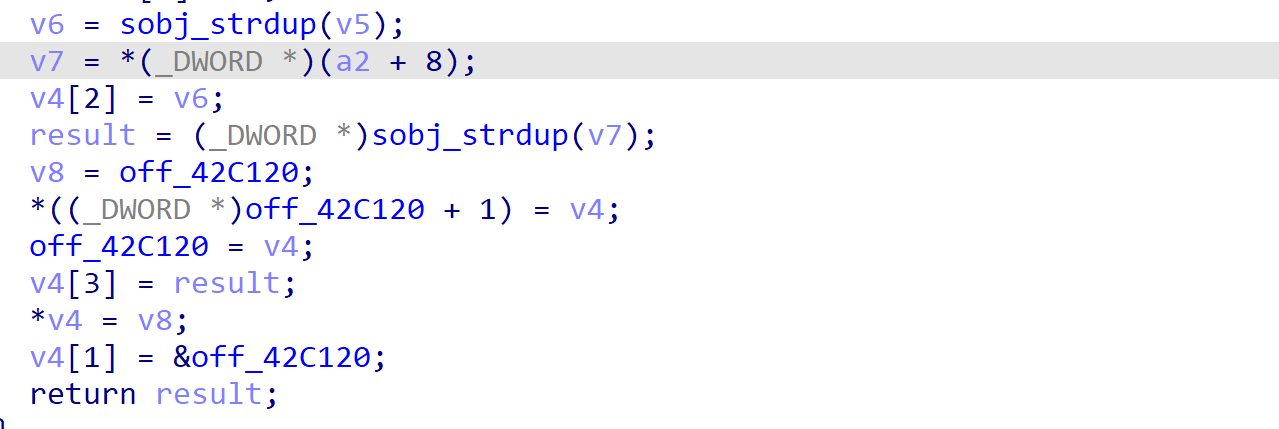 v6 = sobj_strdup(v5);
v7 = *(_DWORD *)(a2 + 8);
v4[2] = v6;
result = (_DWORD *)sobj_strdup(v7);
v8 = off_42C120;
*((_DWORD *)off_42C120 + 1) = v4;
off_42C120 = v4;
v4[3] = result;
*v4 = v8;
v4[1] = &off_42C120;
return result;